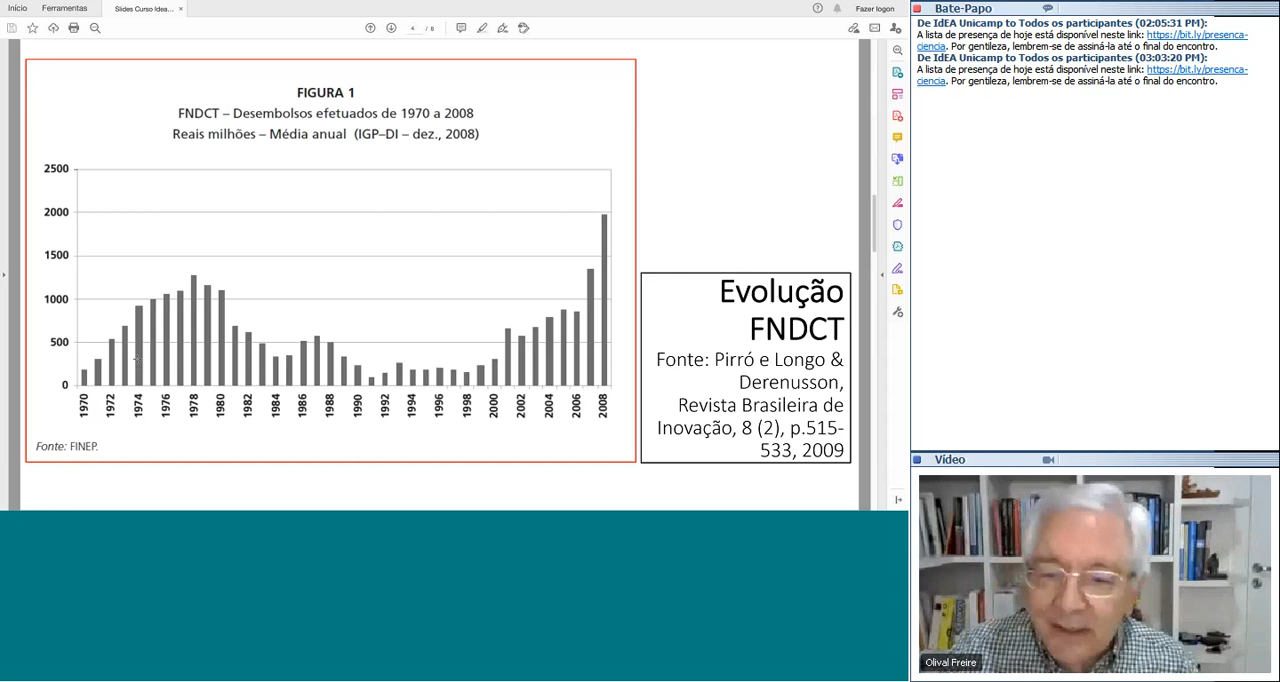 Início
Ferramentas
Slides Curso Idea...
×
Fazer logon
4 / 8
FIGURA 1
FNDCT – Desembolsos efetuados de 1970 a 2008
Reais milhões – Média anual (IGP–DI – dez., 2008)
2500
2000
1500
1000
500
0
1970
1972
1974
1976
1978
1980
1982
1984
1986
1988
1990
1992
1994
1996
1998
2000
2002
2004
2006
2008
Fonte: FINEP.
Evolução
FNDCT
Fonte: Pirró e Longo &
Derenusson,
Revista Brasileira de
Inovação, 8 (2), p.515-
533, 2009
Bate-Papo
De IdEA Unicamp to Todos os participantes (02:05:31 PM):
A lista de presença de hoje está disponível neste link: https://bit.ly/presenca-
ciencia. Por gentileza, lembrem-se de assiná-la até o final do encontro.
De IdEA Unicamp to Todos os participantes (03:03:20 PM):
A lista de presença de hoje está disponível neste link: https://bit.ly/presenca-
ciencia. Por gentileza, lembrem-se de assiná-la até o final do encontro.
Vídeo
Olival Freire